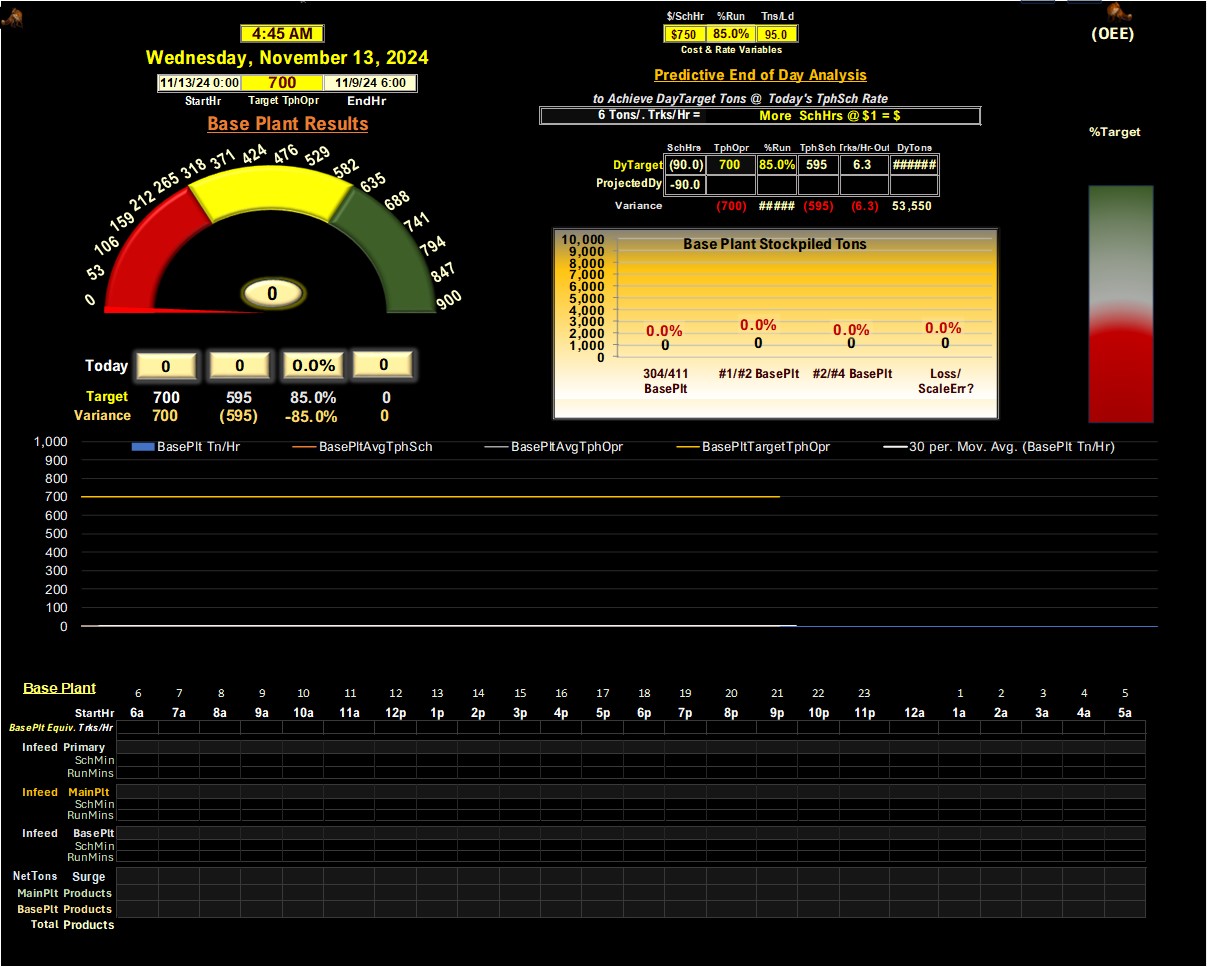 4:45 AM
Wednesday, November 13, 2024
11/13/24 0:00 700 11/9/24 6:00
StartHr Target TphOpr EndHr
Base Plant Results
0 53 106 159 212 265 318 371 424 476 529 582 635 688 741 794 847 900
0
Today 0 0 0.0% 0
Target 700 595 85.0% 0
Variance 700 (595) -85.0% 0
$/SchHr %Run Tns/Ld
$750 85.0% 95.0
Cost & Rate Variables
Predictive End of Day Analysis
to Achieve DayTarget Tons @ Today's TphSch Rate
6 Tons/. Trks/Hr = More SchHrs @ $1 = $
SchHrs TphOpr %Run TphSch Trks/Hr-Out DyTons
DyTarget (90.0) 700 85.0% 595 6.3 ######
ProjectedDy -90.0
Variance (700) ##### (595) (6.3) 53,550
(OEE)
%Target
Base Plant Stockpiled Tons
10,000
9,000
8,000
7,000
6,000
5,000
4,000
3,000
2,000
1,000
0
0.0% 0.0% 0.0% 0.0%
0 0 0 0
304/411 BasePlt #1/#2 BasePlt #2/#4 BasePlt Loss/ ScaleErr?
BasePlt Tn/Hr BasePltAvgTphSch BasePltAvgTphOpr BasePltTargetTphOpr 30 per. Mov. Avg. (BasePlt Tn/Hr)
1,000
900
800
700
600
500
400
300
200
100
0
Base Plant 6 7 8 9 10 11 12 13 14 15 16 17 18 19 20 21 22 23 1 2 3 4 5
StartHr 6a 7a 8a 9a 10a 11a 12p 1p 2p 3p 4p 5p 6p 7p 8p 9p 10p 11p 12a 1a 2a 3a 4a 5a
BasePlt Equiv. Trks/Hr
Infeed Primary
SchMin
RunMins
Infeed MainPlt
SchMin
RunMins
Infeed BasePlt
SchMin
RunMins
NetTons Surge
MainPlt Products
BasePlt Products
Total Products